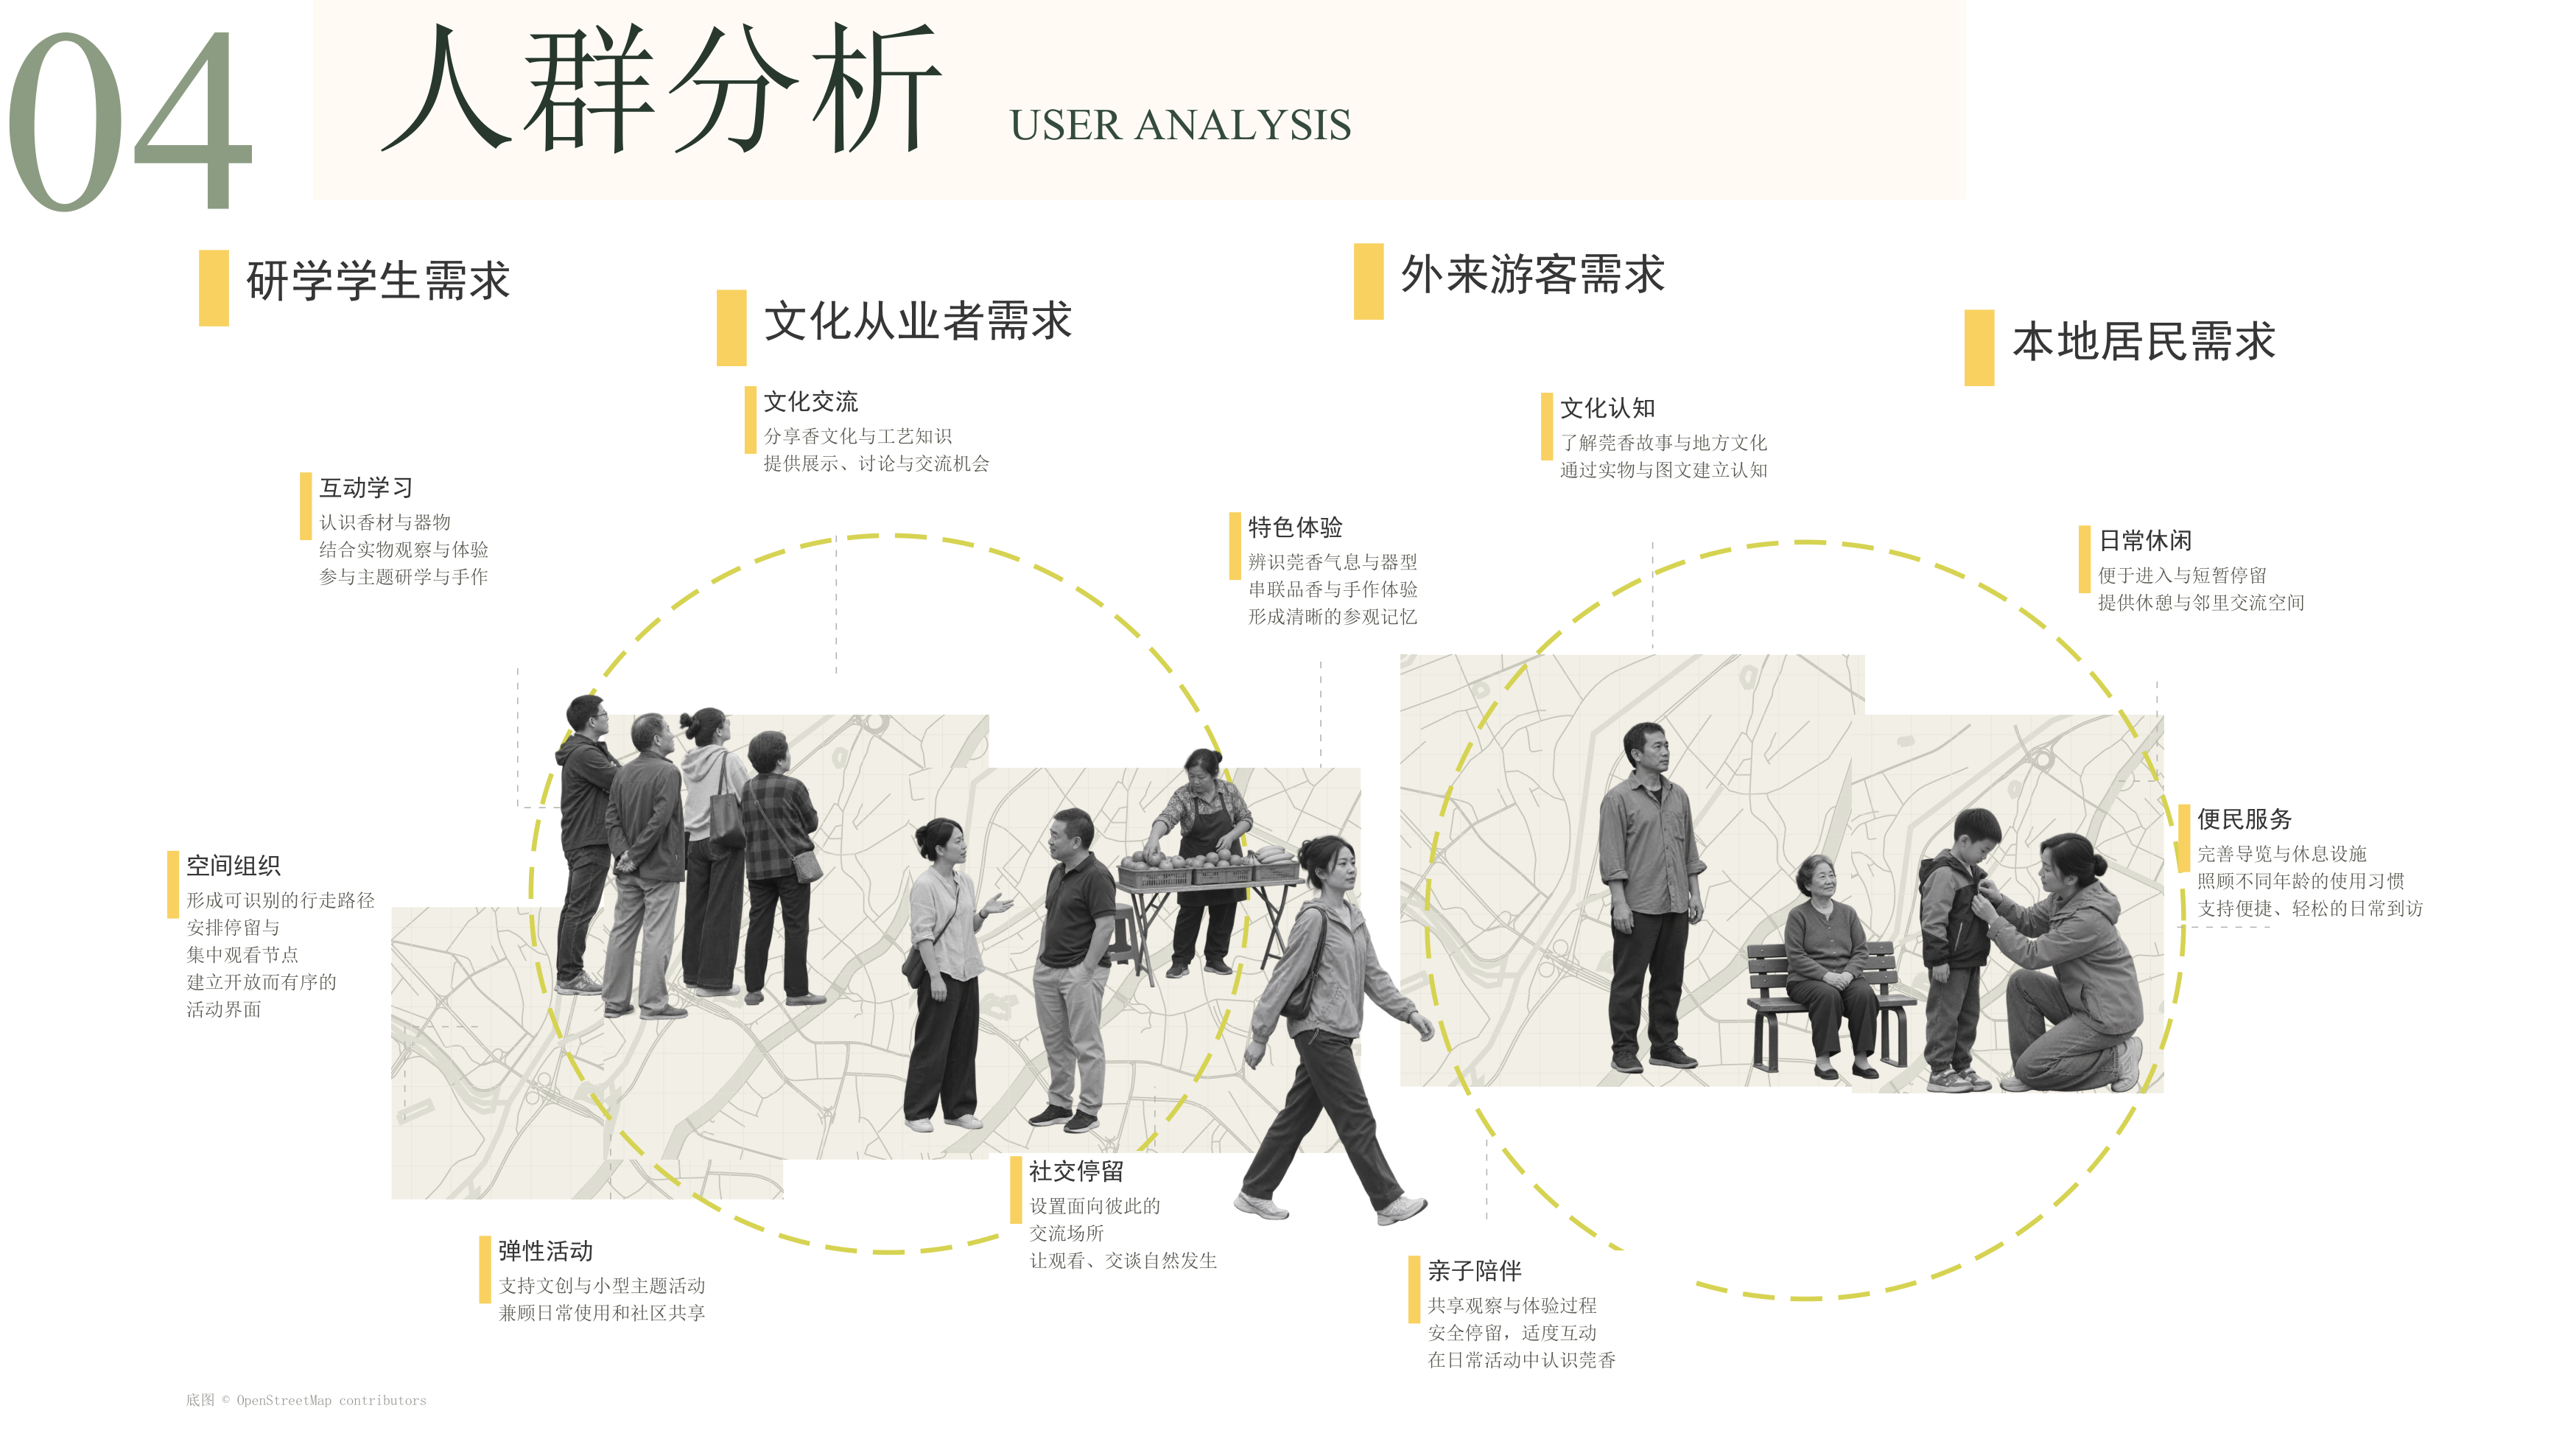 04
人群分析
USER ANALYSIS
研学学生需求
文化从业者需求
外来游客需求
本地居民需求
文化交流
分享香文化与工艺知识
提供展示、讨论与交流机会
文化认知
了解莞香故事与地方文化
通过实物与图文建立认知
互动学习
认识香材与器物
结合实物观察与体验
参与主题研学与手作
特色体验
辨识莞香气息与器型
串联品香与手作体验
形成清晰的参观记忆
日常休闲
便于进入与短暂停留
提供休憩与邻里交流空间
空间组织
形成可识别的行走路径
安排停留与
集中观看节点
建立开放而有序的
活动界面
便民服务
完善导览与休息设施
照顾不同年龄的使用习惯
支持便捷、轻松的日常到访
社交停留
设置面向彼此的
交流场所
让观看、交谈自然发生
弹性活动
支持文创与小型主题活动
兼顾日常使用和社区共享
亲子陪伴
共享观察与体验过程
安全停留，适度互动
在日常活动中认识莞香
底图 © OpenStreetMap contributors